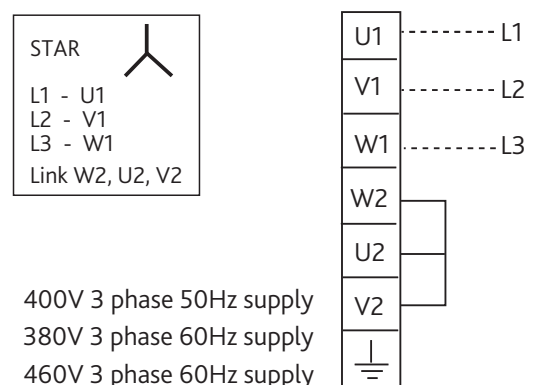 STAR
L1 - U1
L2 - V1
L3 - W1
Link W2, U2, V2
U1 L1
V1 L2
W1 L3
W2
U2
V2
400V 3 phase 50Hz supply
380V 3 phase 60Hz supply
460V 3 phase 60Hz supply